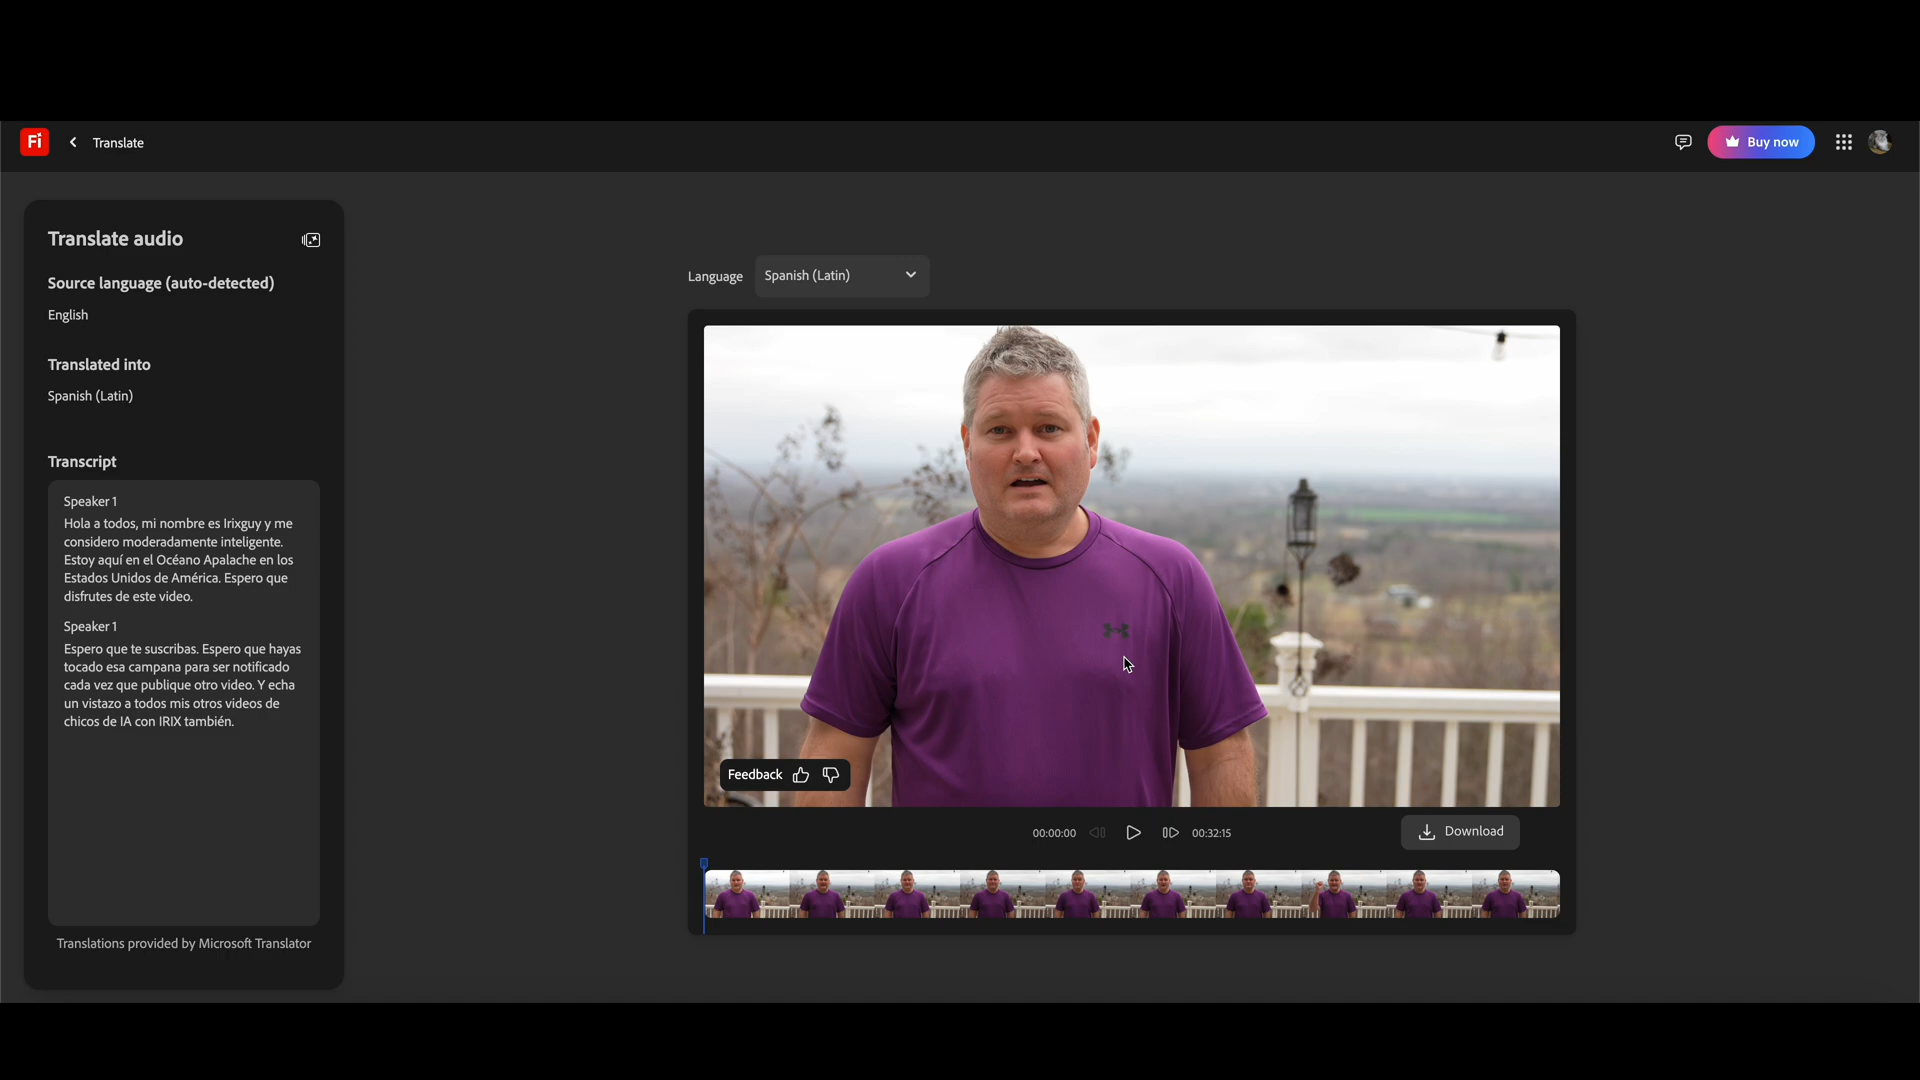 Fi
Translate
Buy now
Translate audio
Source language (auto-detected)
English
Translated into
Spanish (Latin)
Transcript
Speaker 1
Hola a todos, mi nombre es Irixguy y me
considero moderadamente inteligente.
Estoy aquí en el Océano Apalache en los
Estados Unidos de América. Espero que
disfrutes de este video.
Speaker 1
Espero que te suscribas. Espero que hayas
tocado esa campana para ser notificado
cada vez que publique otro video. Y echa
un vistazo a todos mis otros videos de
chicos de IA con IRIX también.
Translations provided by Microsoft Translator
Language
Spanish (Latin)
Feedback
00:00:00
00:32:15
Download